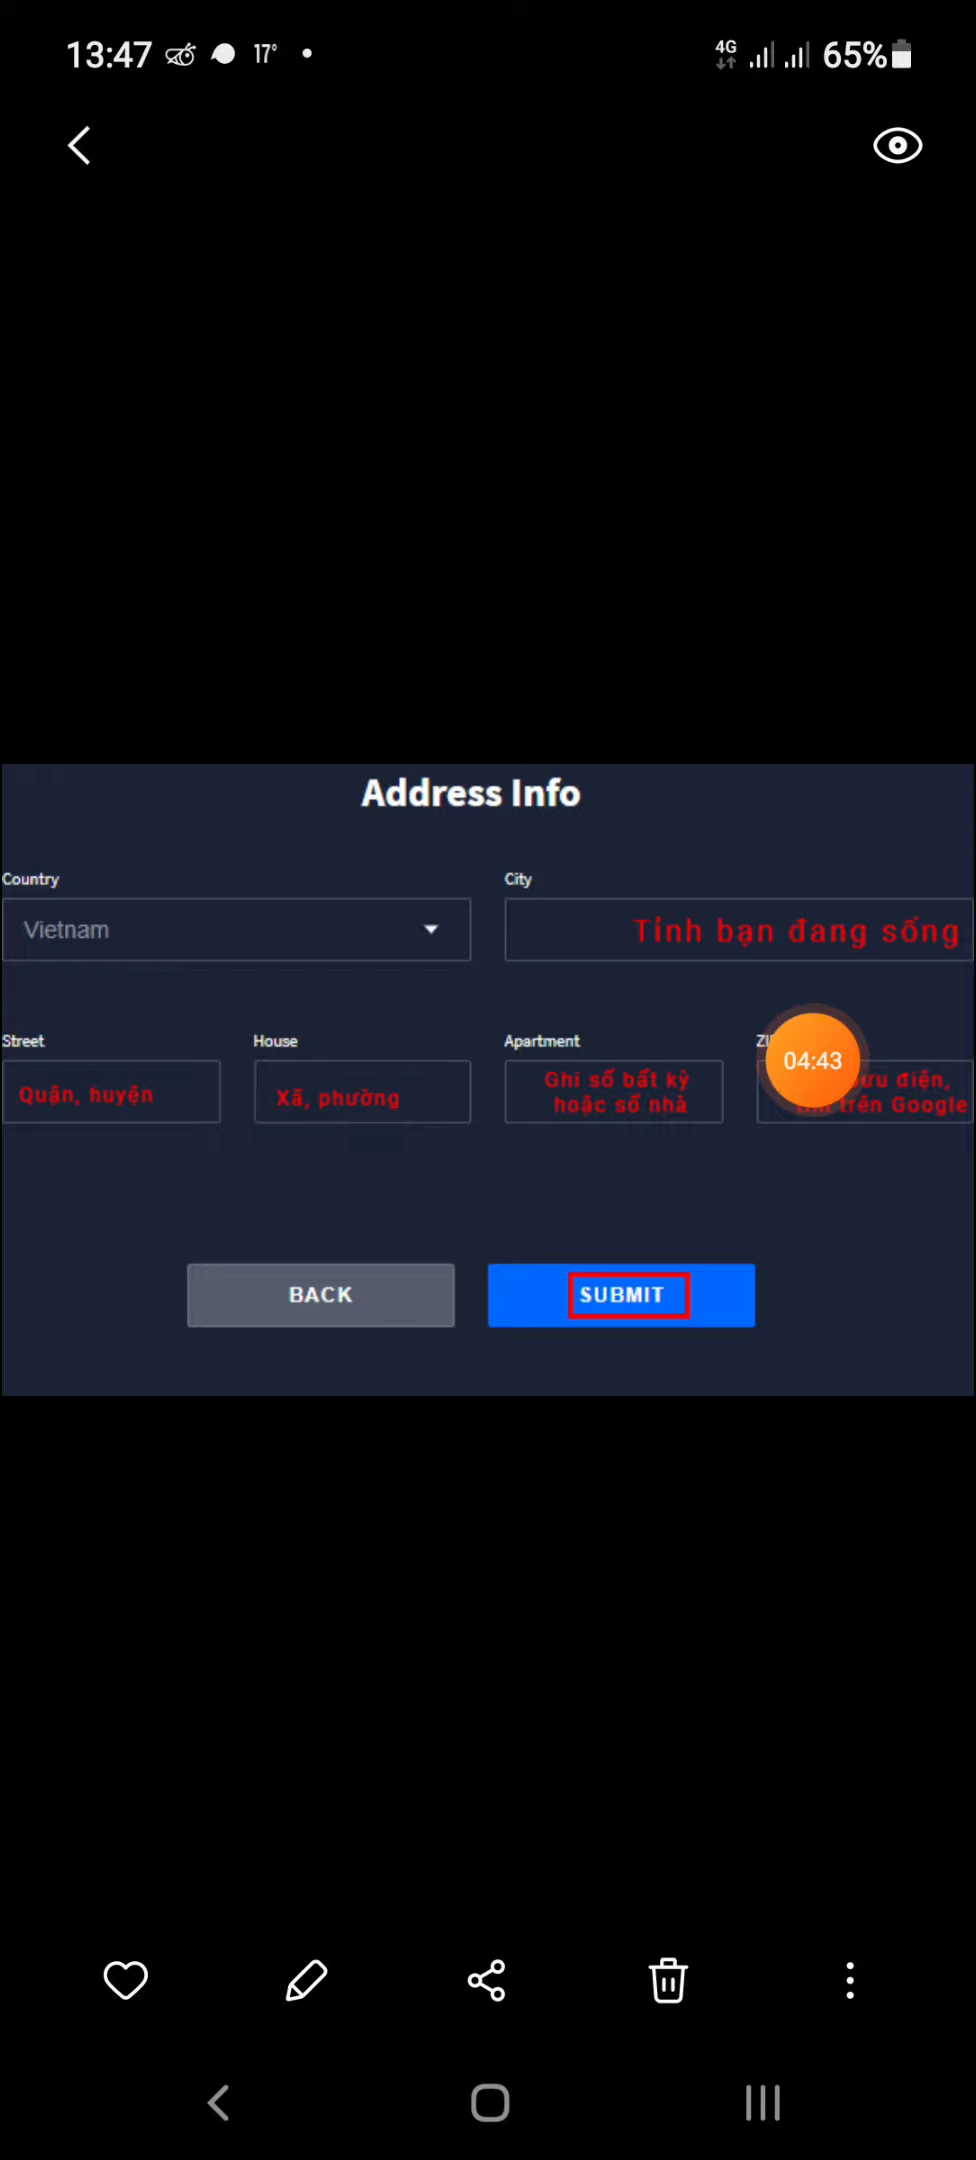 13:47 17° 4G 65%
Address Info
Country City
Vietnam Tỉnh bạn đang sống
Street House Apartment
Quận, huyện Xã, phường Ghi số bất kỳ hoặc số nhà điện, trên Google
04:43
BACK SUBMIT